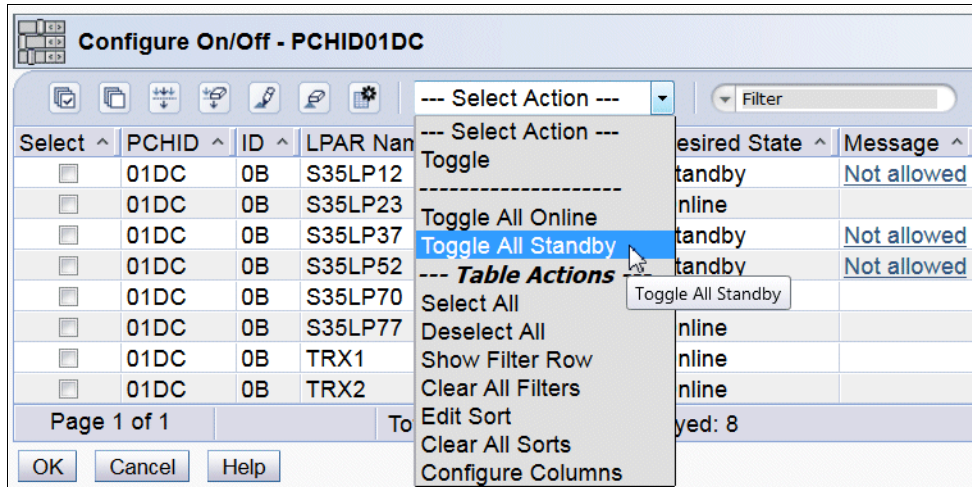 Configure On/Off - PCHID01DC
--- Select Action --- Filter
Select PCHID ID LPAR Nam esired State Message
--- Select Action ---
Toggle
--------------------
Toggle All Online
Toggle All Standby
--- Table Actions ---
Select All
Deselect All
Show Filter Row
Clear All Filters
Edit Sort
Clear All Sorts
Configure Columns
Toggle All Standby
01DC 0B S35LP12 tandby Not allowed
01DC 0B S35LP23 nline
01DC 0B S35LP37 tandby Not allowed
01DC 0B S35LP52 tandby Not allowed
01DC 0B S35LP70
01DC 0B S35LP77 nline
01DC 0B TRX1 nline
01DC 0B TRX2 nline
Page 1 of 1 To yed: 8
OK Cancel Help